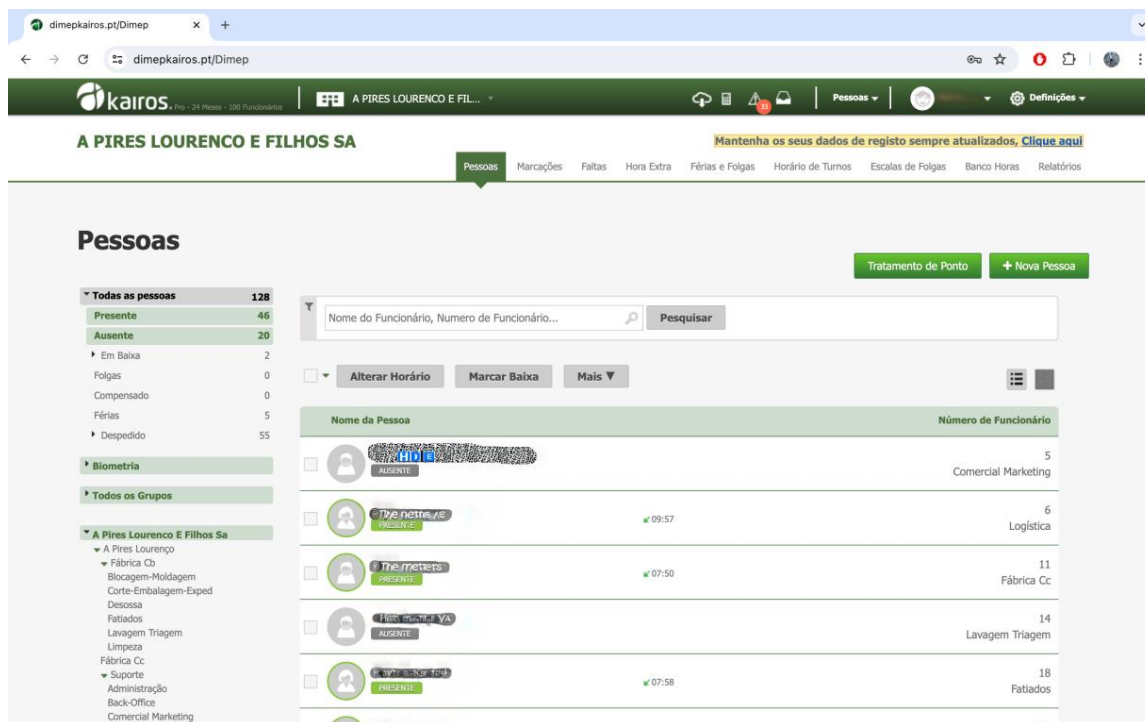 dimepkairos.pt/Dimep
dimepkairos.pt/Dimep
kairos. Pro - 24 Meses - 100 Funcionários
A PIRES LOURENCO E FIL...
33
Pessoas
Definições
A PIRES LOURENCO E FILHOS SA
Mantenha os seus dados de registo sempre atualizados, Clique aqui
Pessoas Marcações Faltas Hora Extra Férias e Folgas Horário de Turnos Escalas de Folgas Banco Horas Relatórios
Pessoas
Tratamento de Ponto + Nova Pessoa
Todas as pessoas 128
Presente 46
Ausente 20
Em Baixa 2
Folgas 0
Compensado 0
Férias 5
Despedido 55
Biometria
Todos os Grupos
A Pires Lourenco E Filhos Sa
A Pires Lourenço
Fábrica Cb
Blocagem-Moldagem
Corte-Embalagem-Exped
Desossa
Fatiados
Lavagem Triagem
Limpeza
Fábrica Cc
Suporte
Administração
Back-Office
Comercial Marketing
Nome do Funcionário, Numero de Funcionário...
Pesquisar
Alterar Horário Marcar Baixa Mais ▼
Nome da Pessoa Número de Funcionário
HDE
AUSENTE
5
Comercial Marketing
PRESENTE
09:57
6
Logística
PRESENTE
07:50
11
Fábrica Cc
AUSENTE
14
Lavagem Triagem
PRESENTE
07:58
18
Fatiados